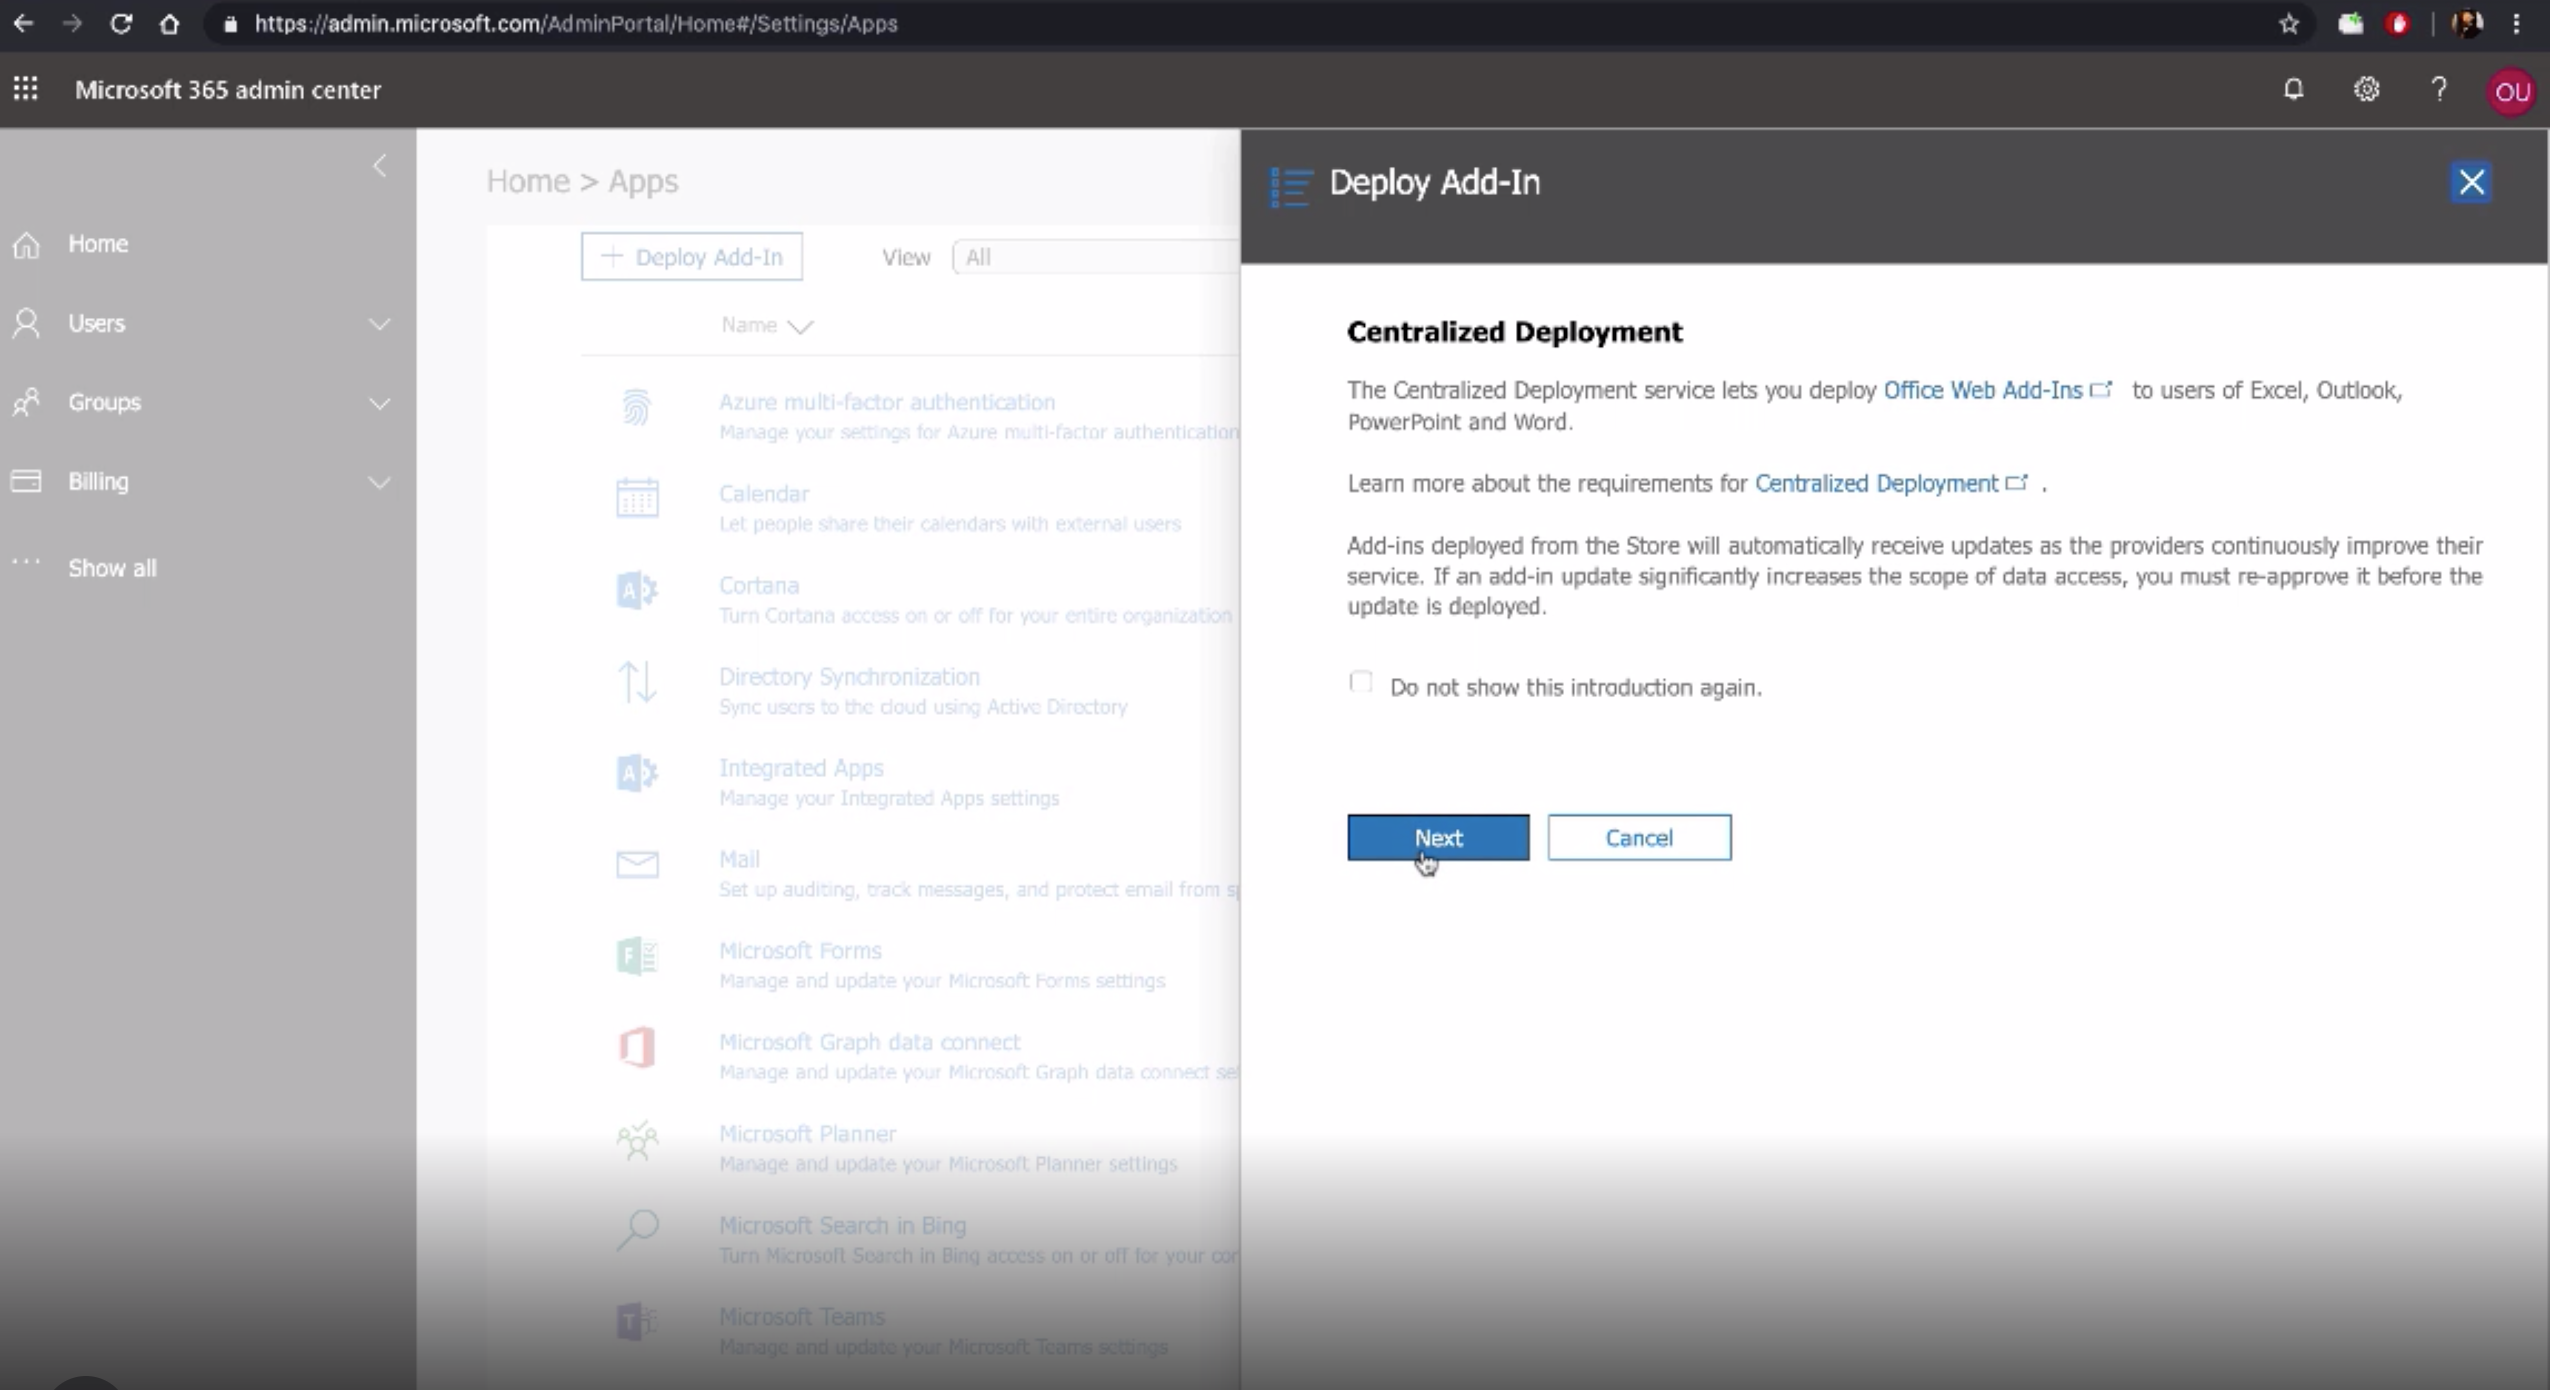 https://admin.microsoft.com/AdminPortal/Home#/Settings/Apps
Microsoft 365 admin center
?
OU
Home
Users
Groups
Billing
Show all
Home > Apps
+ Deploy Add-In
View
All
Name
Azure multi-factor authentication
Manage your settings for Azure multi-factor authentication
Calendar
Let people share their calendars with external users
Cortana
Turn Cortana access on or off for your entire organization
Directory Synchronization
Sync users to the cloud using Active Directory
Integrated Apps
Manage your Integrated Apps settings
Mail
Set up auditing, track messages, and protect email from
Microsoft Forms
Manage and update your Microsoft Forms settings
Microsoft Graph data connect
Manage and update your Microsoft Graph data connect
Microsoft Planner
Manage and update your Microsoft Planner settings
Microsoft Search in Bing
Turn Microsoft Search in Bing access on or off for your
Microsoft Teams
Manage and update your Microsoft Teams settings
Deploy Add-In
Centralized Deployment
The Centralized Deployment service lets you deploy Office Web Add-Ins to users of Excel, Outlook,
PowerPoint and Word.
Learn more about the requirements for Centralized Deployment .
Add-ins deployed from the Store will automatically receive updates as the providers continuously improve their
service. If an add-in update significantly increases the scope of data access, you must re-approve it before the
update is deployed.
Do not show this introduction again.
Next
Cancel